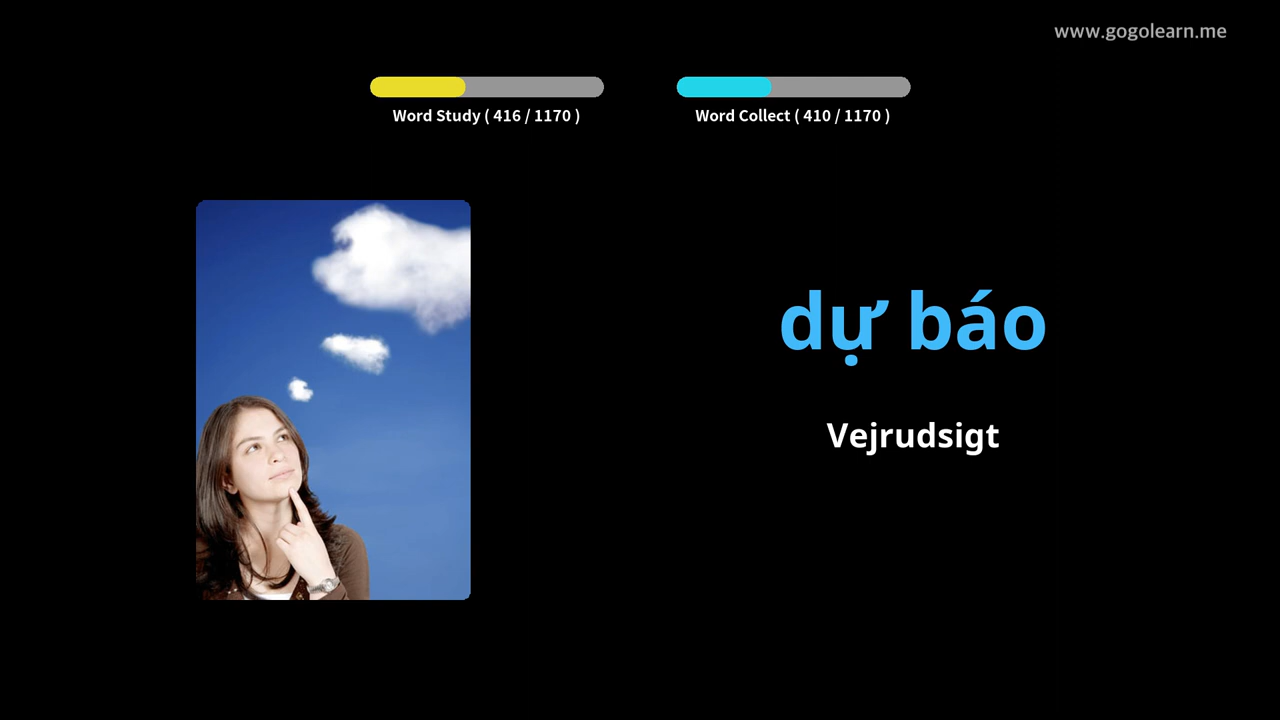 www.gogolearn.me
Word Study ( 416 / 1170 )
Word Collect ( 410 / 1170 )
dự báo
Vejrudsigt